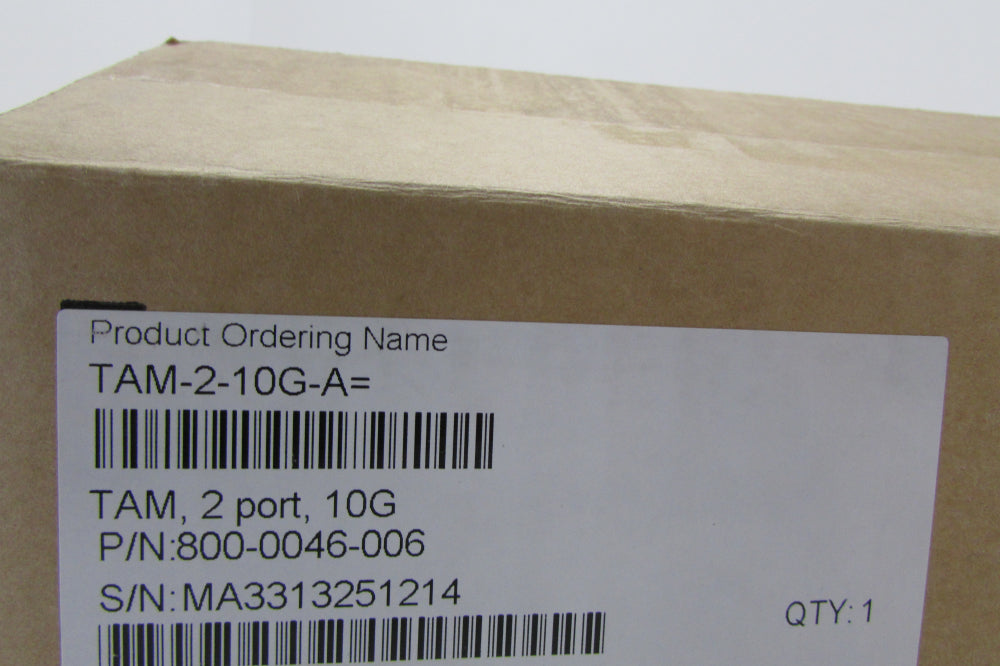 Product Ordering Name
TAM-2-10G-A=
TAM, 2 port, 10G
P/N:800-0046-006
S/N:MA3313251214
QTY: 1